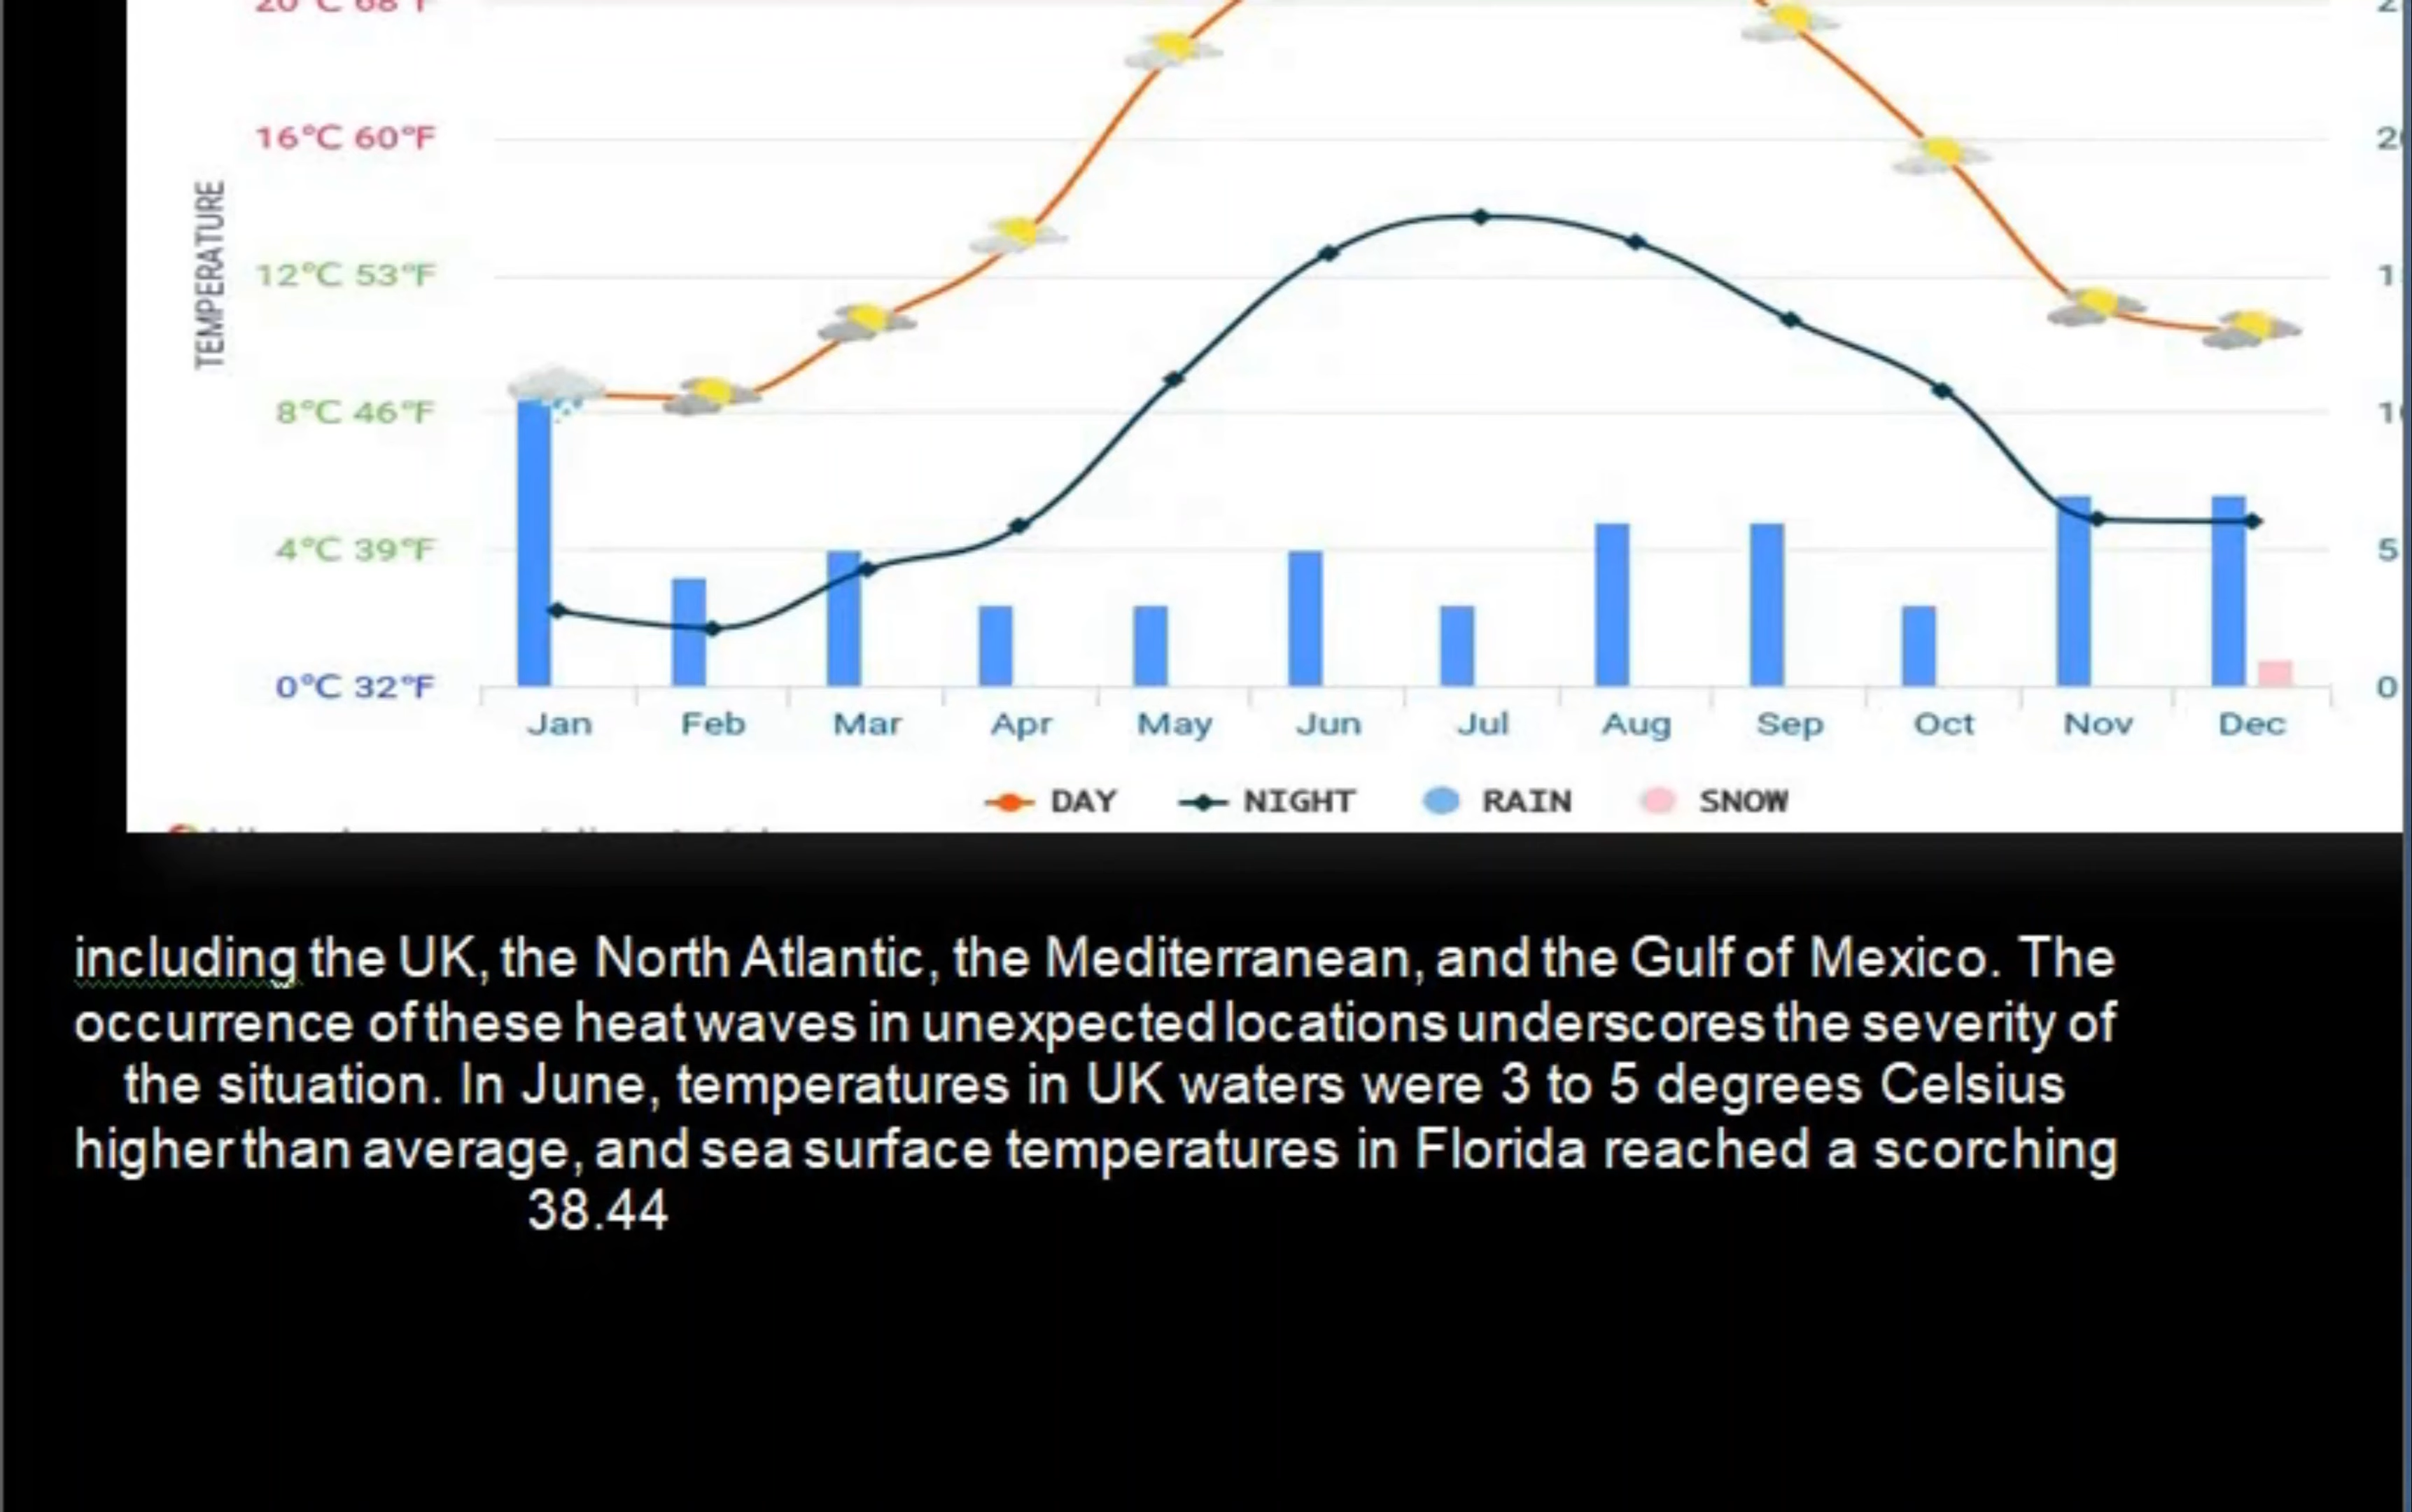 20°C 68°F
16°C 60°F
20
TEMPERATURE
12°C 53°F
8°C 46°F
4°C 39°F
5
0°C 32°F
0
Jan Feb Mar Apr May Jun Jul Aug Sep Oct Nov Dec
DAY NIGHT RAIN SNOW
including the UK, the North Atlantic, the Mediterranean, and the Gulf of Mexico. The
occurrence of these heat waves in unexpected locations underscores the severity of
the situation. In June, temperatures in UK waters were 3 to 5 degrees Celsius
higher than average, and sea surface temperatures in Florida reached a scorching
38.44